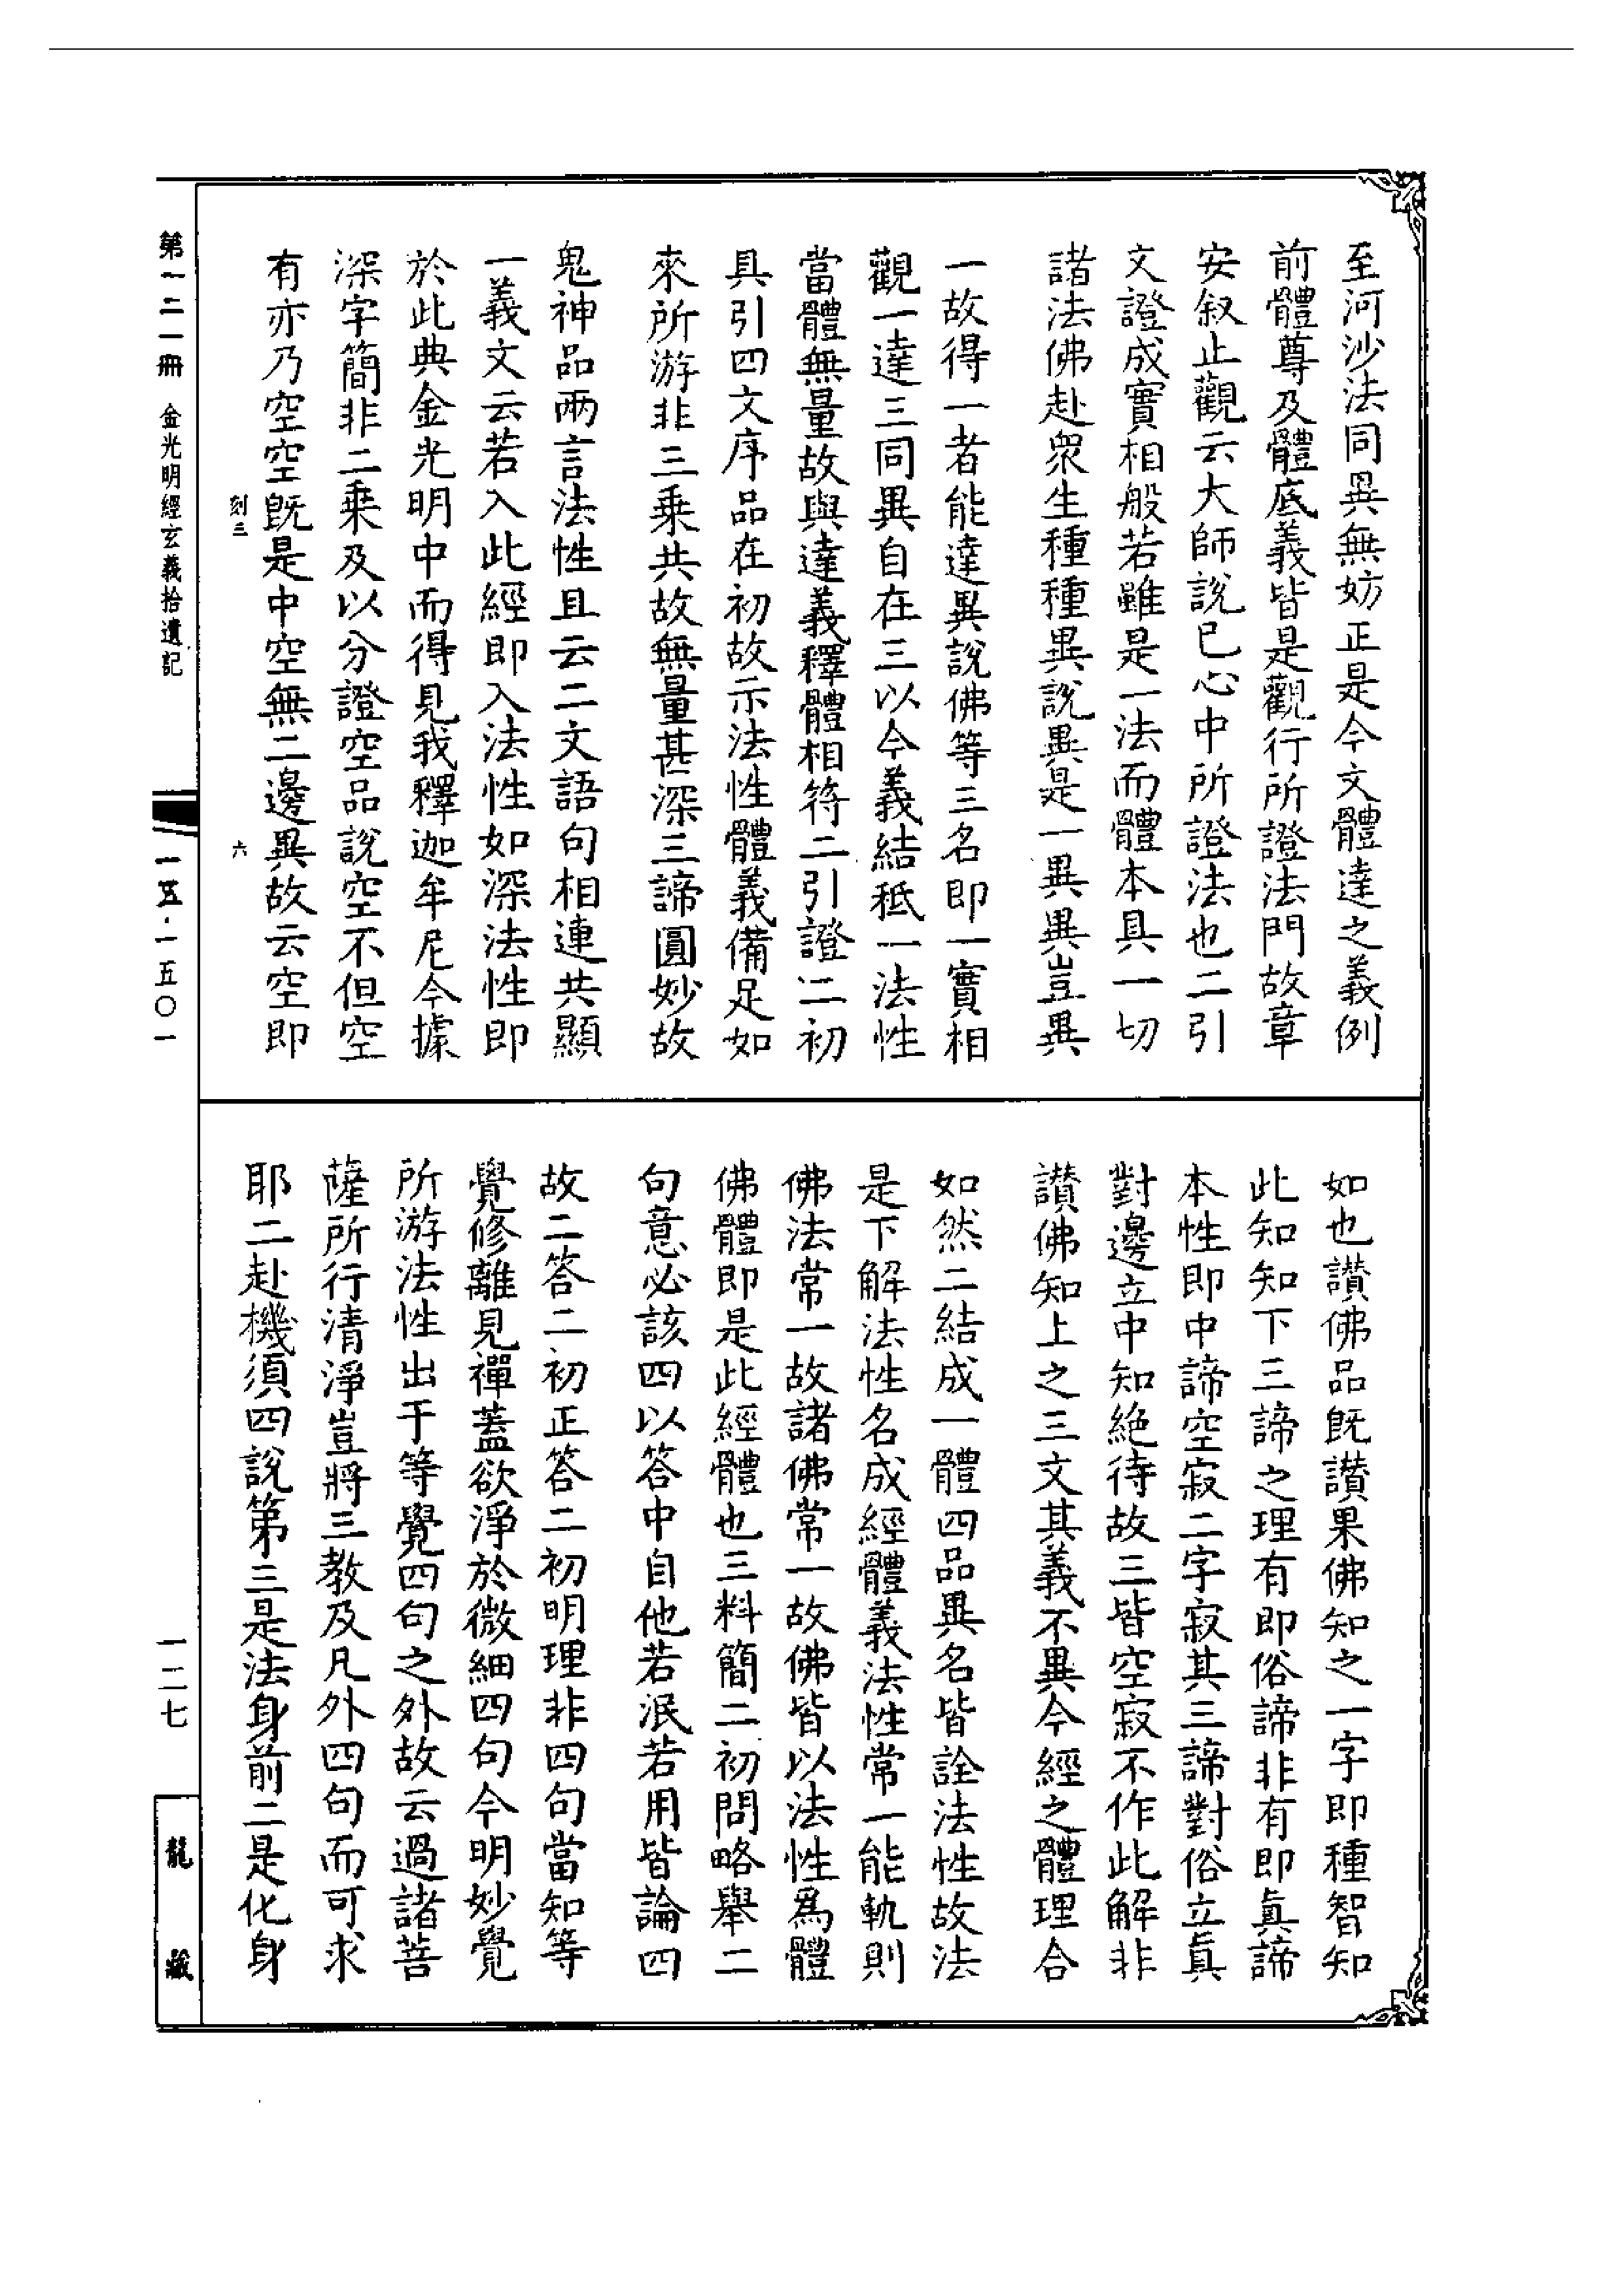 至河沙法同異無妨正是今文體達之義例
前體尊及體底義皆是觀行所證法門故章
安叙止觀云大師說已心中所證法也二引
文證成實相般若雖是一法而體本具一切
諸法佛赴衆生種種異說異是一異異豈異
一故得一者能達異說佛等三名即一實相
觀一達三同異自在三以今義結秪一法性
當體無量故與達義釋體相符二引證二初
具引四文序品在初故示法性體義備足如
來所游非三乘共故無量甚深三諦圓妙故
鬼神品兩言法性且云二文語句相連共顯
一義文云若入此經即入法性如深法性即
於此典金光明中而得見我釋迦牟尼今據
深字簡非二乘及以分證空品說空不但空
有亦乃空空既是中空無二邊異故云空即
如也讚佛品既讚果佛知之一字即種智知
此知知下三諦之理有即俗諦非有即眞諦
本性即中諦空寂二字寂其三諦對俗立眞
對邊立中知絶待故三皆空寂不作此解非
讚佛知上之三文其義不異今經之體理合
如然二結成一體四品異名皆詮法性故法
是下解法性名成經體義法性常一能軌則
佛法常一故諸佛常一故佛皆以法性爲體
佛體即是此經體也三料簡二初問略舉二
句意必該四以答中自他若泯若用皆論四
故二答二初正答二初明理非四句當知等
覺修離見禪蓋欲淨於微細四句今明妙覺
所游法性出于等覺四句之外故云過諸菩
薩所行清淨豈將三教及凡外四句而可求
耶二赴機須四說第三是法身前二是化身
刻三
六
第一二一冊 金光明經玄義拾遺記
一五·一五〇一
一二七
龍藏